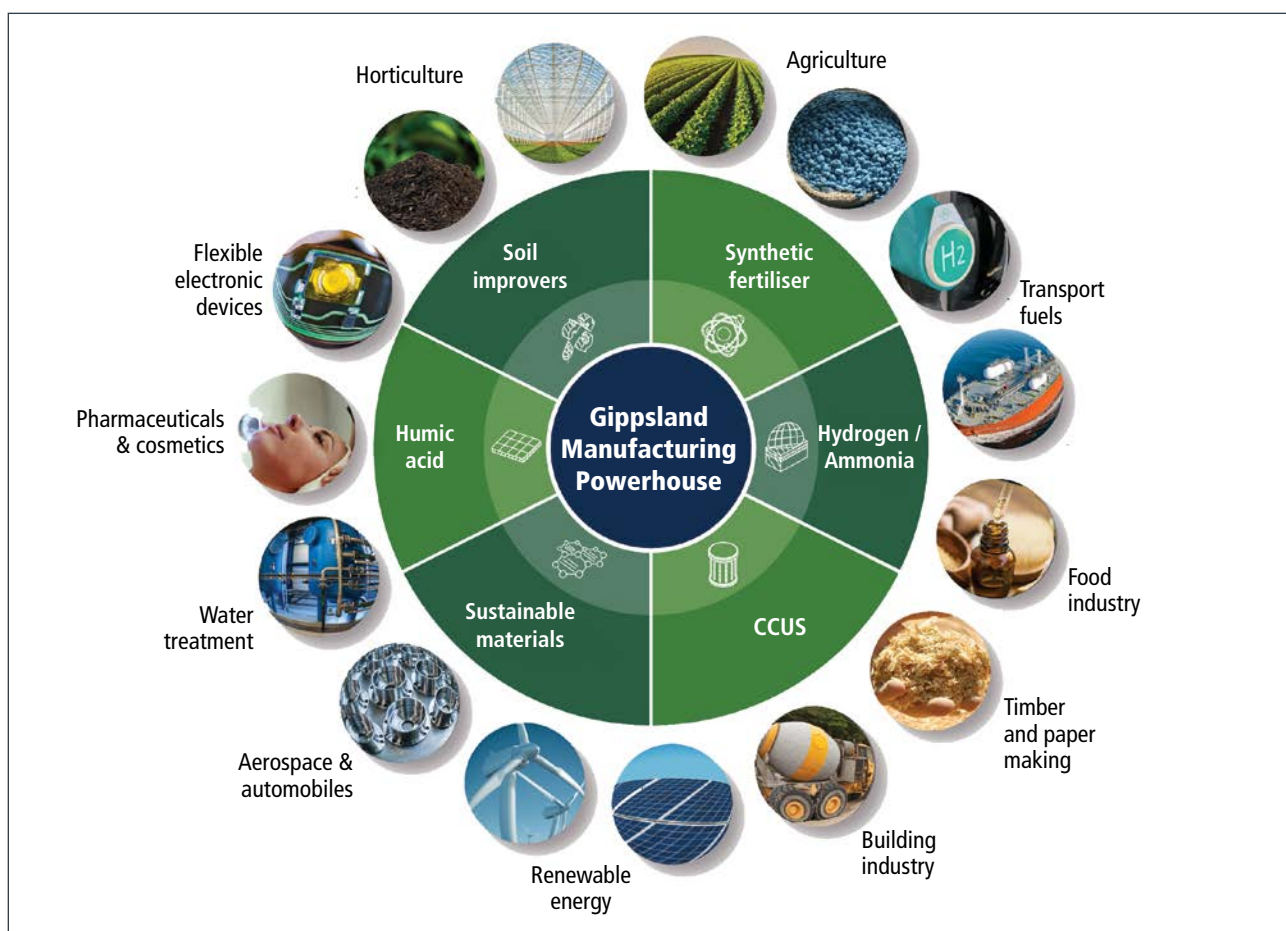 Horticulture
Agriculture
Flexible
electronic
devices
Soil
improvers
Synthetic
fertiliser
Transport
fuels
Pharmaceuticals
& cosmetics
Humic
acid
Gippsland
Manufacturing
Powerhouse
Hydrogen /
Ammonia
H2
Water
treatment
Sustainable
materials
CCUS
Food
industry
Aerospace &
automobiles
Timber
and paper
making
Renewable
energy
Building
industry